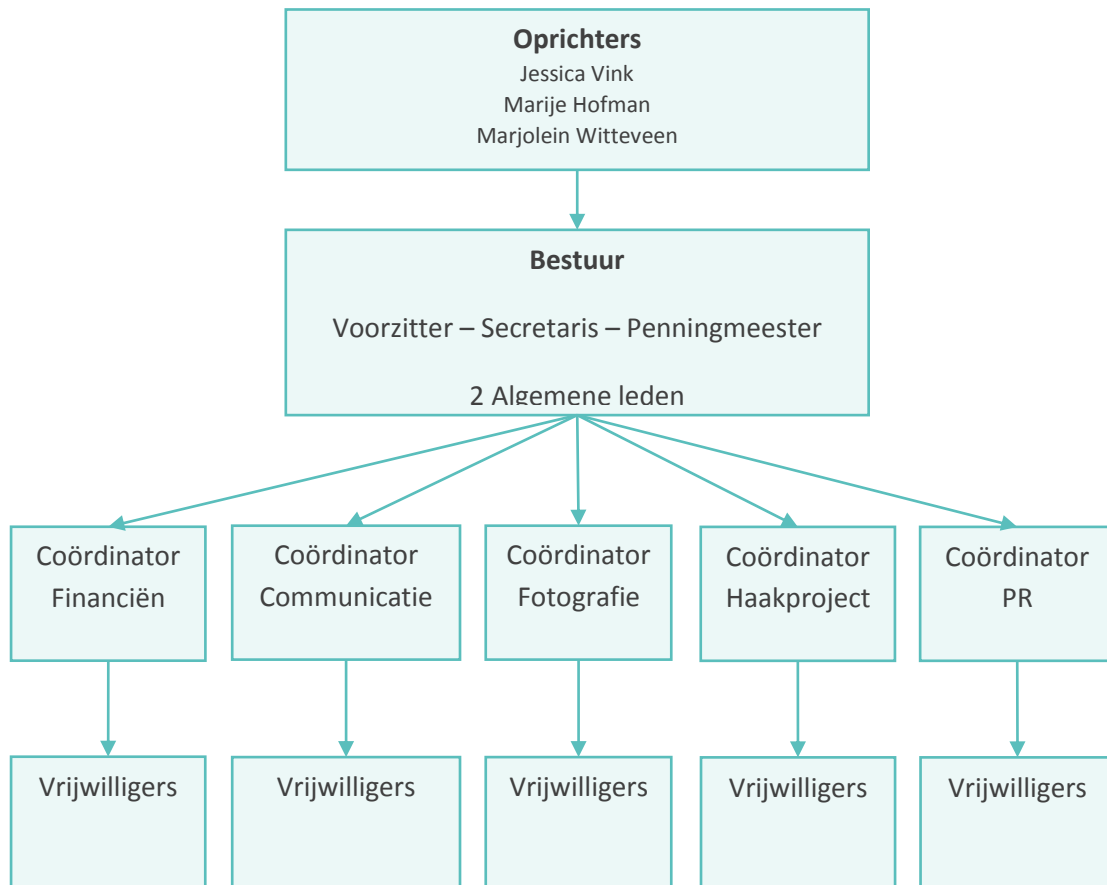 Oprichters
Jessica Vink
Marije Hofman
Marjolein Witteveen
Bestuur
Voorzitter – Secretaris – Penningmeester
2 Algemene leden
Coördinator
Financiën
Coördinator
Communicatie
Coördinator
Fotografie
Coördinator
Haakproject
Coördinator
PR
Vrijwilligers
Vrijwilligers
Vrijwilligers
Vrijwilligers
Vrijwilligers